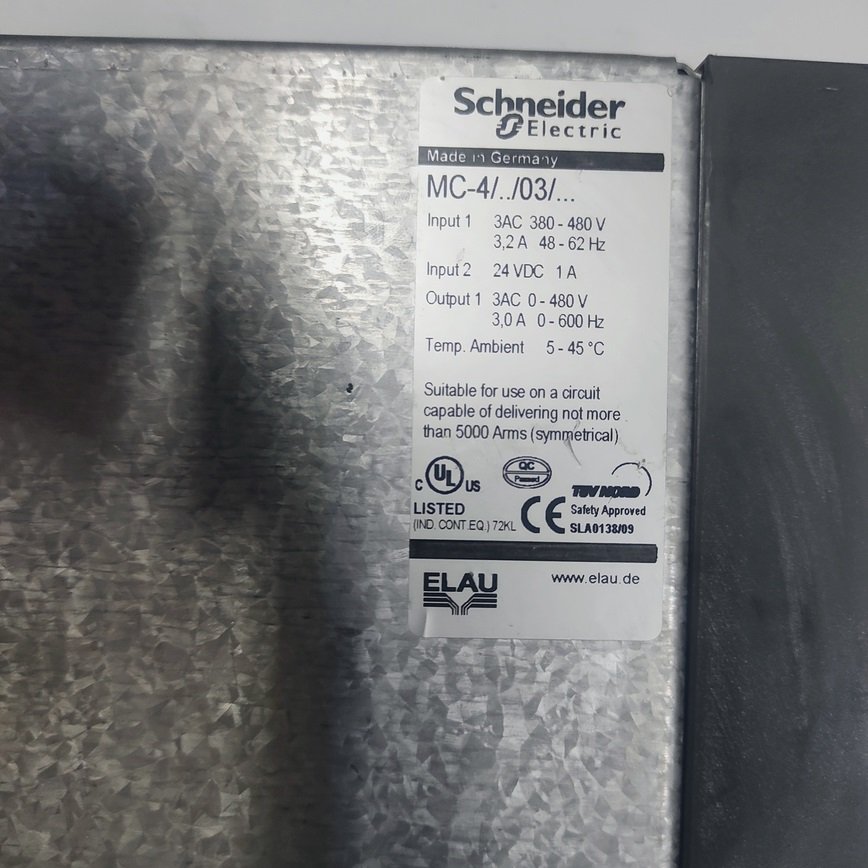 Schneider
Electric
Made in Germany
MC-4/../03/...
Input 1 3AC 380 - 480 V
3,2 A 48 - 62 Hz
Input 2 24 VDC 1 A
Output 1 3AC 0 - 480 V
3,0 A 0 - 600 Hz
Temp. Ambient 5 - 45 °C
Suitable for use on a circuit
capable of delivering not more
than 5000 Arms (symmetrical)
C UL US
LISTED
(IND. CONT.EQ.) 72KL
QC
Passed
CE
TÜV NORD
Safety Approved
SLA0138/09
ELAU
www.elau.de